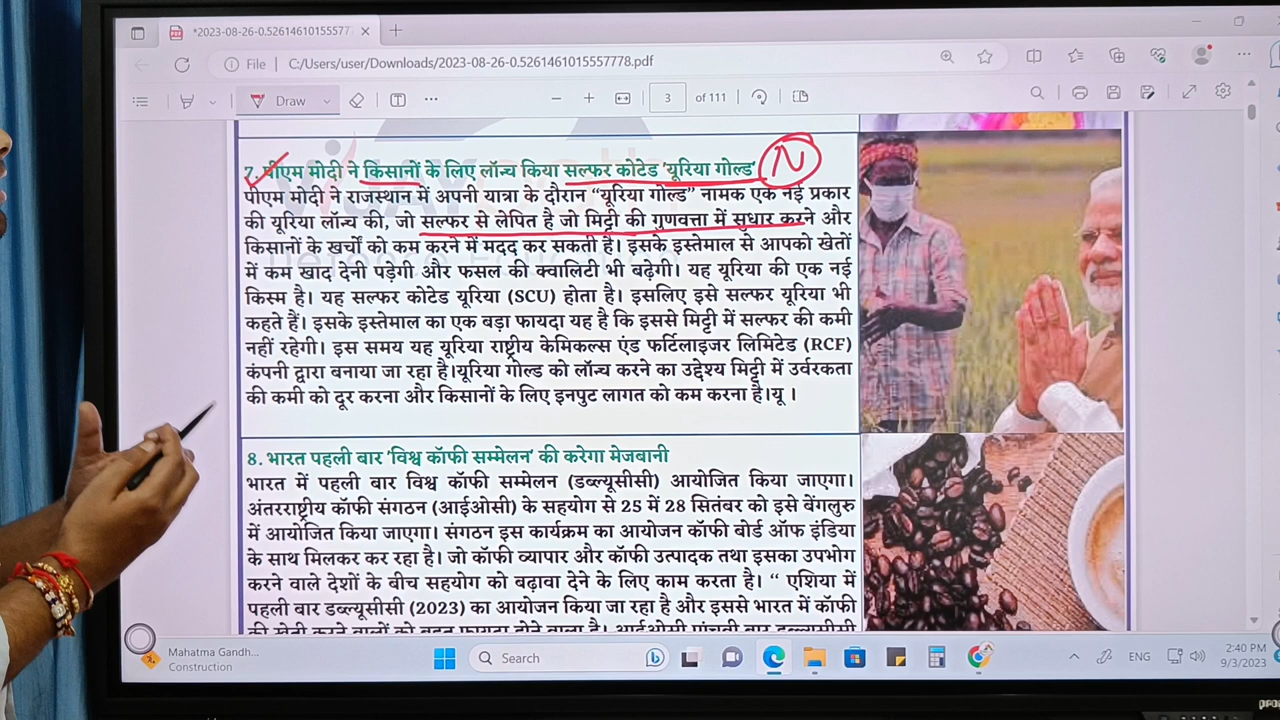 *2023-08-26-0.52614610155577
File
C:/Users/user/Downloads/2023-08-26-0.5261461015557778.pdf
Draw
3 of 111
7. पीएम मोदी ने किसानों के लिए लॉन्च किया सल्फर कोटेड 'यूरिया गोल्ड'
N
पीएम मोदी ने राजस्थान में अपनी यात्रा के दौरान “यूरिया गोल्ड” नामक एक नई प्रकार
की यूरिया लॉन्च की, जो सल्फर से लेपित है जो मिट्टी की गुणवत्ता में सुधार करने और
किसानों के खर्चों को कम करने में मदद कर सकती है। इसके इस्तेमाल से आपको खेतों
में कम खाद देनी पड़ेगी और फसल की क्वालिटी भी बढ़ेगी। यह यूरिया की एक नई
किस्म है। यह सल्फर कोटेड यूरिया (SCU) होता है। इसलिए इसे सल्फर यूरिया भी
कहते हैं। इसके इस्तेमाल का एक बड़ा फायदा यह है कि इससे मिट्टी में सल्फर की कमी
नहीं रहेगी। इस समय यह यूरिया राष्ट्रीय केमिकल्स एंड फर्टिलाइजर लिमिटेड (RCF)
कंपनी द्वारा बनाया जा रहा है।यूरिया गोल्ड को लॉन्च करने का उद्देश्य मिट्टी में उर्वरकता
की कमी को दूर करना और किसानों के लिए इनपुट लागत को कम करना है।यू ।
8. भारत पहली बार 'विश्व कॉफी सम्मेलन' की करेगा मेजबानी
भारत में पहली बार विश्व कॉफी सम्मेलन (डब्ल्यूसीसी) आयोजित किया जाएगा।
अंतरराष्ट्रीय कॉफी संगठन (आईओसी) के सहयोग से 25 में 28 सितंबर को इसे बेंगलुरु
में आयोजित किया जाएगा। संगठन इस कार्यक्रम का आयोजन कॉफी बोर्ड ऑफ इंडिया
के साथ मिलकर कर रहा है। जो कॉफी व्यापार और कॉफी उत्पादक तथा इसका उपभोग
करने वाले देशों के बीच सहयोग को बढ़ावा देने के लिए काम करता है। “ एशिया में
पहली बार डब्ल्यूसीसी (2023) का आयोजन किया जा रहा है और इससे भारत में कॉफी
Mahatma Gandh...
Construction
Search
ENG
2:40 PM
9/3/2023